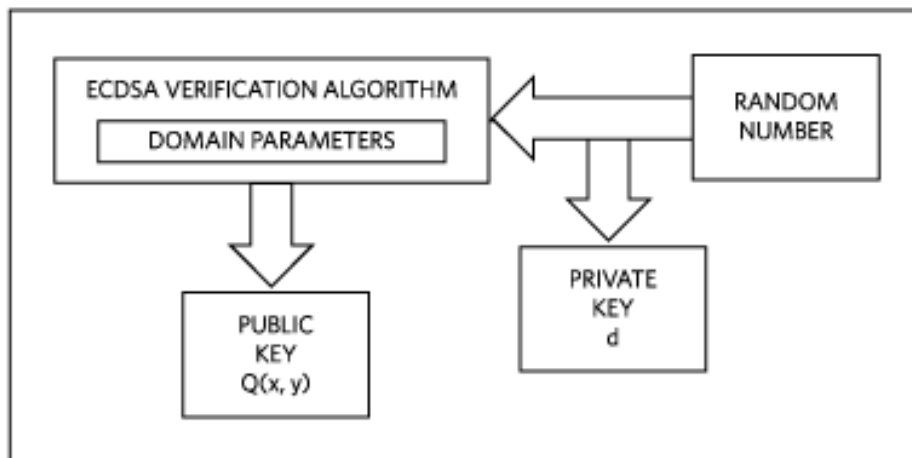 ECDSA VERIFICATION ALGORITHM
DOMAIN PARAMETERS
RANDOM
NUMBER
PRIVATE
KEY
d
PUBLIC
KEY
Q(x, y)